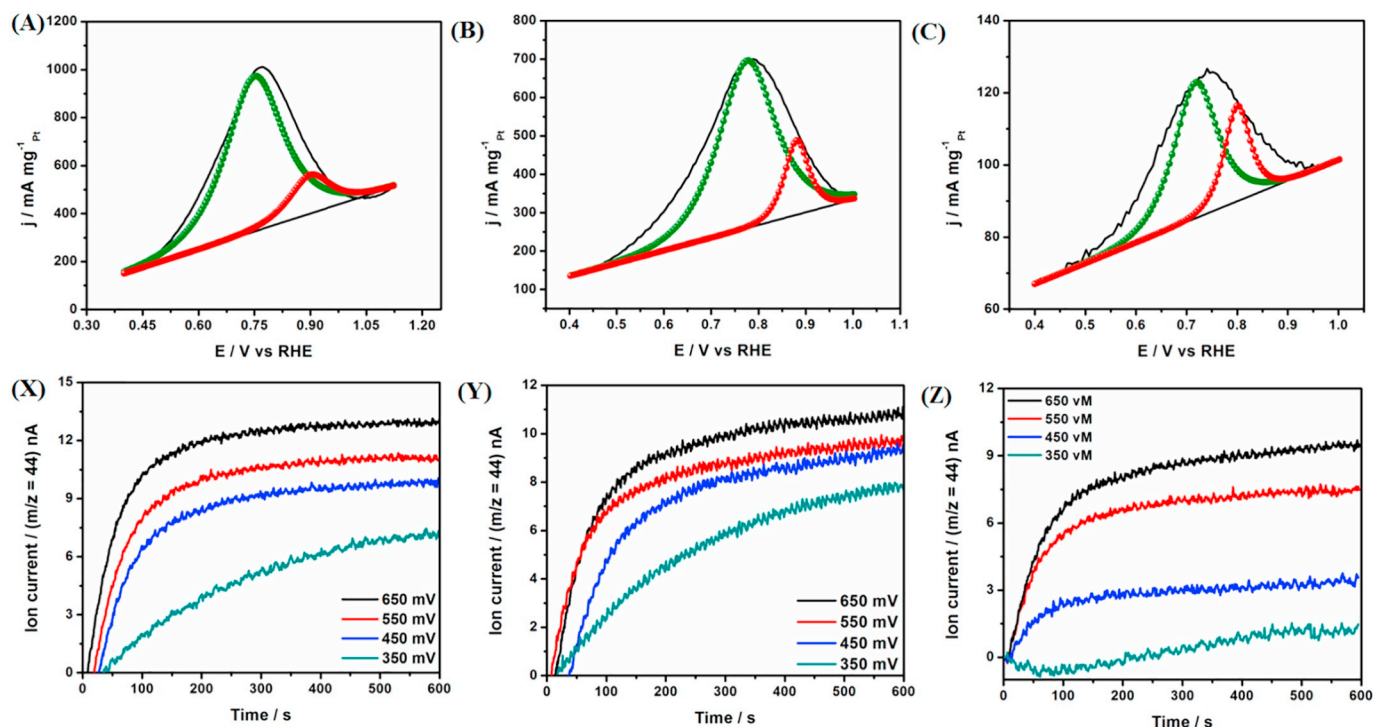 (A)
1200
1000
800
600
400
200
0
j / mA mg⁻¹ Pt
0.30 0.45 0.60 0.75 0.90 1.05 1.20
E / V vs RHE
(B)
800
700
600
500
400
300
200
100
j / mA mg⁻¹ Pt
0.4 0.5 0.6 0.7 0.8 0.9 1.0 1.1
E / V vs RHE
(C)
140
120
100
80
60
j / mA mg⁻¹ Pt
0.4 0.5 0.6 0.7 0.8 0.9 1.0
E / V vs RHE
(X)
15
12
9
6
3
0
Ion current / (m/z = 44) nA
650 mV
550 mV
450 mV
350 mV
0 100 200 300 400 500 600
Time / s
(Y)
12
10
8
6
4
2
0
Ion current / (m/z = 44) nA
650 mV
550 mV
450 mV
350 mV
0 100 200 300 400 500 600
Time / s
(Z)
12
9
6
3
0
Ion current / (m/z = 44) nA
650 vM
550 vM
450 vM
350 vM
0 100 200 300 400 500 600
Time / s